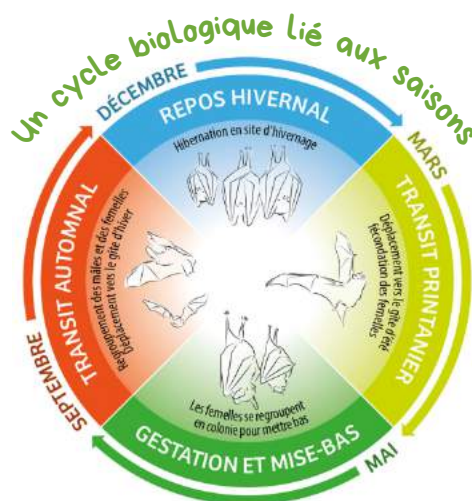 Un cycle biologique lié aux saisons
DÉCEMBRE
REPOS HIVERNAL
Hibernation en site d'hivernage
MARS
TRANSIT PRINTANIER
Déplacement vers le gîte d'été
fécondation des femelles
MAI
GESTATION ET MISE-BAS
Les femelles se regroupent
en colonie pour mettre bas
SEPTEMBRE
TRANSIT AUTOMNAL
Regroupement des mâles et des femelles
Déplacement vers le gîte d'hiver